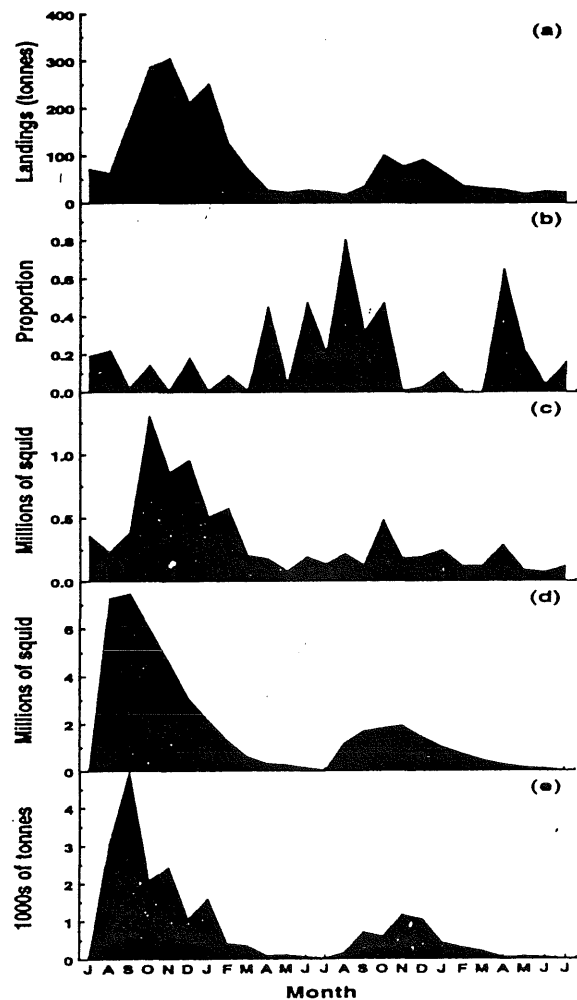 (a)
Landings (tonnes)
400
300
200
100
0
(b)
Proportion
0.8
0.6
0.4
0.2
0.0
(c)
Millions of squid
1.0
0.5
0.0
(d)
Millions of squid
6
4
2
0
(e)
1000s of tonnes
4
3
2
1
0
J A S O N D J F M A M J J A S O N D J F M A M J J
Month